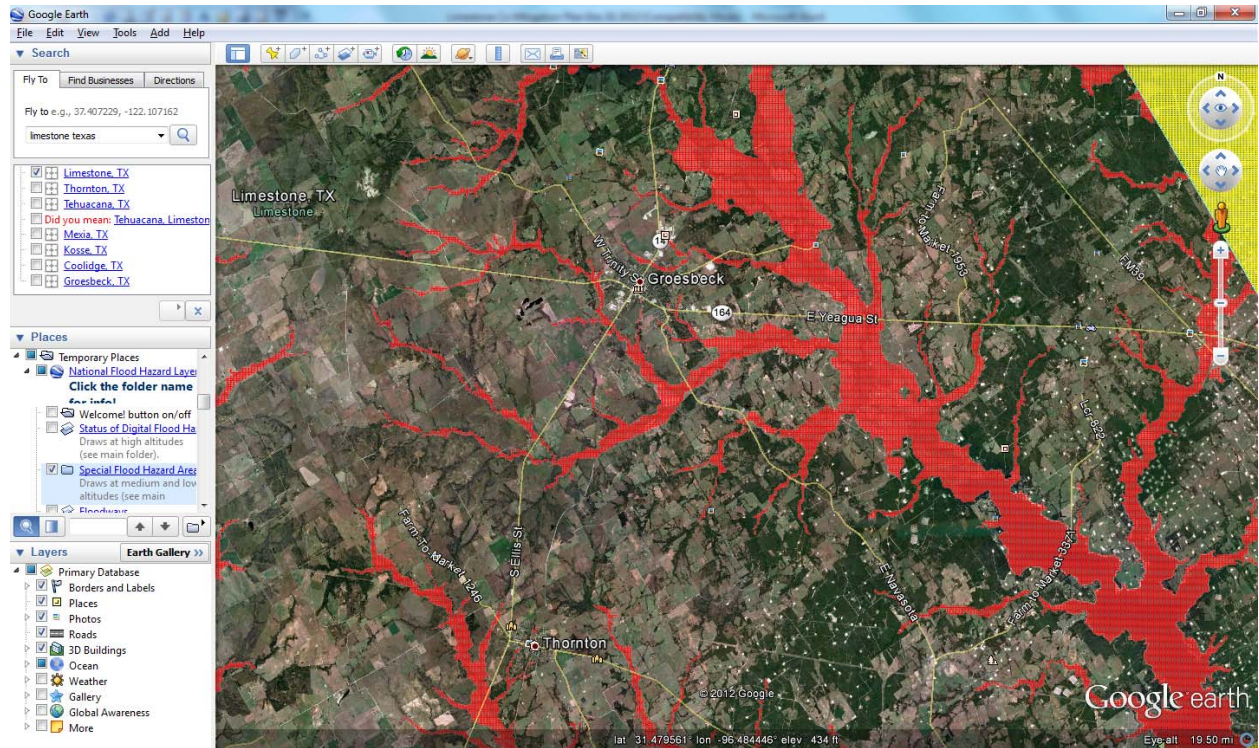 Google Earth
File Edit View Tools Add Help
Search
Fly To Find Businesses Directions
Fly to e.g., 37.407229, -122.107162
limestone texas
Limestone, TX
Thornton, TX
Tehuacana, TX
Did you mean: Tehuacana, Limeston
Mexia, TX
Kosse, TX
Coolidge, TX
Groesbeck, TX
Places
Temporary Places
National Flood Hazard Laye
Click the folder name
for info!
Welcome! button on/off
Status of Digital Flood Ha
Draws at high altitudes
(see main folder).
Special Flood Hazard Area
Draws at medium and low
altitudes (see main
Floodways
Layers Earth Gallery >>
Primary Database
Borders and Labels
Places
Photos
Roads
3D Buildings
Ocean
Weather
Gallery
Global Awareness
More
N
Limestone, TX
Limestone
W Trinity St
14
Groesbeck
164
E Yeagua St
Farm-to-Market 1953
FM39
Lcr 822
Farm-To-Market 1246
S Ellis St
E Navasota
Farm to Market 3371
Thornton
© 2012 Google
Google earth
lat 31.479561° lon -96.484446° elev 434 ft
Eye alt 19.50 mi